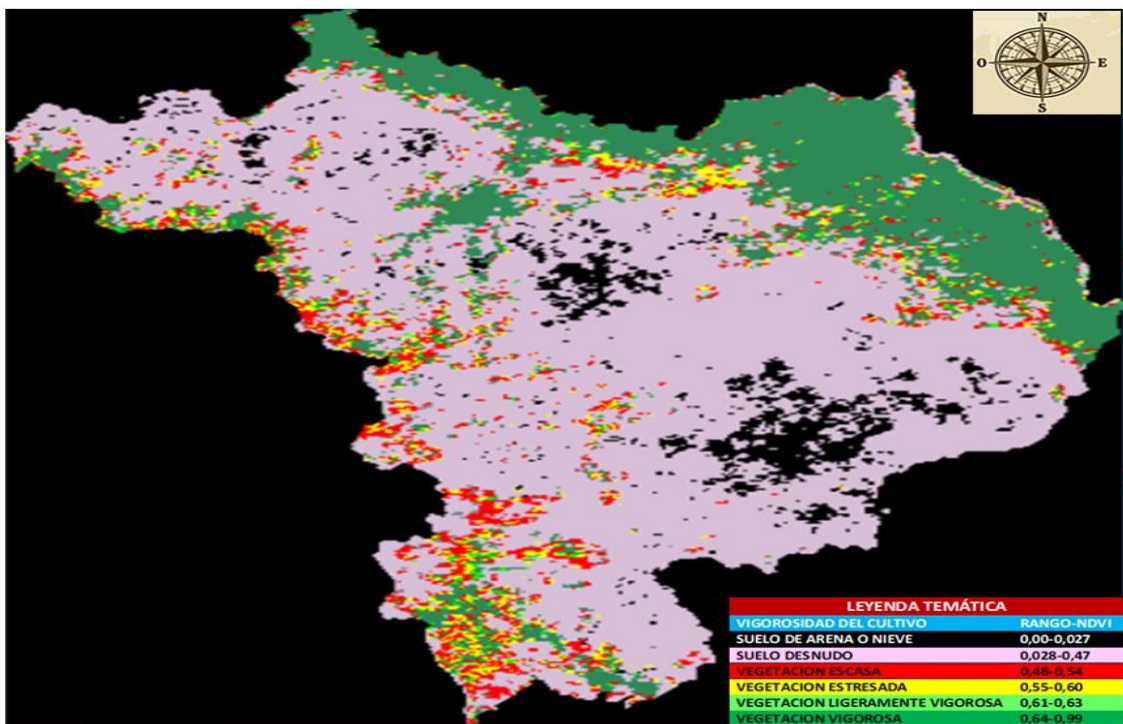 N
O E
S
LEYENDA TEMÁTICA
VIGOROSIDAD DEL CULTIVO RANGO-NDVI
SUELO DE ARENA O NIEVE 0,00-0,027
SUELO DESNUDO 0,028-0,47
VEGETACION ESCASA 0,48-0,54
VEGETACION ESTRESADA 0,55-0,60
VEGETACION LIGERAMENTE VIGOROSA 0,61-0,63
VEGETACION VIGOROSA 0,64-0,99